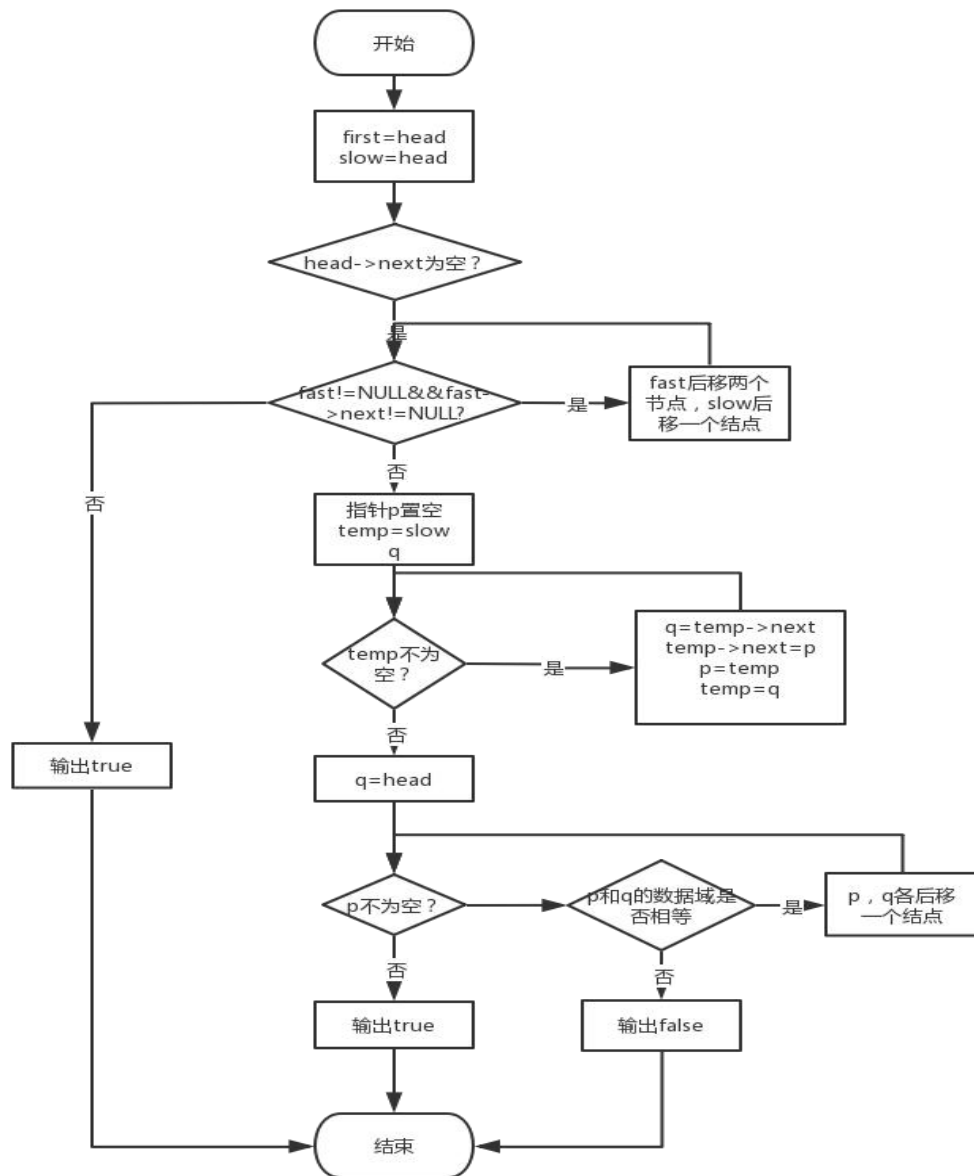 开始
first=head
slow=head
head->next为空？
是
fast!=NULL&&fast-
>next!=NULL?
是
fast后移两个
节点，slow后
移一个结点
否
否
指针p置空
temp=slow
q
temp不为
空？
是
q=temp->next
temp->next=p
p=temp
temp=q
否
输出true
q=head
p不为空？
p和q的数据域是
否相等
是
p，q各后移
一个结点
否
否
输出true
输出false
结束